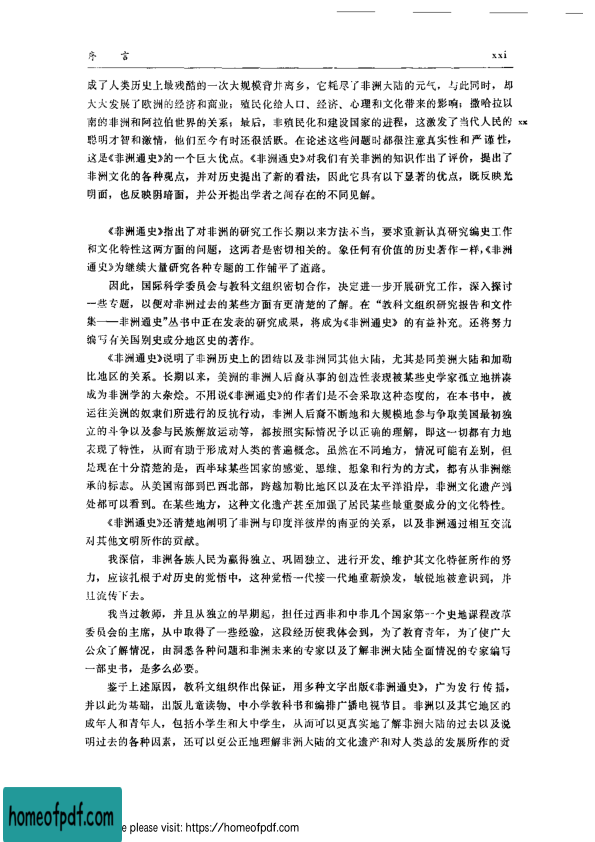 序 言 xxi
成了人类历史上最残酷的一次大规模背井离乡，它耗尽了非洲大陆的元气，与此同时，却
大大发展了欧洲的经济和商业；殖民化给人口、经济、心理和文化带来的影响；撒哈拉以
南的非洲和阿拉伯世界的关系；最后，非殖民化和建设国家的进程，这激发了当代人民的 xx
聪明才智和激情，他们至今有时还很活跃。在论述这些问题时都很注意真实性和严谨性，
这是《非洲通史》的一个巨大优点。《非洲通史》对我们有关非洲的知识作出了评价，提出了
非洲文化的各种观点，并对历史提出了新的看法，因此它具有以下显著的优点，既反映光
明面，也反映阴暗面，并公开提出学者之间存在的不同见解。
《非洲通史》指出了对非洲的研究工作长期以来方法不当，要求重新认真研究编史工作
和文化特性这两方面的问题，这两者是密切相关的。象任何有价值的历史著作一样，《非洲
通史》为继续大量研究各种专题的工作铺平了道路。
因此，国际科学委员会与教科文组织密切合作，决定进一步开展研究工作，深入探讨
一些专题，以便对非洲过去的某些方面有更清楚的了解。在“教科文组织研究报告和文件
集——非洲通史”丛书中正在发表的研究成果，将成为《非洲通史》的有益补充。还将努力
编写有关国别史或分地区史的著作。
《非洲通史》说明了非洲历史上的团结以及非洲同其他大陆，尤其是同美洲大陆和加勒
比地区的关系。长期以来，美洲的非洲人后裔从事的创造性表现被某些史学家孤立地拼凑
成为非洲学的大杂烩。不用说《非洲通史》的作者们是不会采取这种态度的，在本书中，被
运往美洲的奴隶们所进行的反抗行动，非洲人后裔不断地和大规模地参与争取美国最初独
立的斗争以及参与民族解放运动等，都按照实际情况予以正确的理解，即这一切都有力地
表现了特性，从而有助于形成对人类的普遍概念。虽然在不同地方，情况可能有差别，但
是现在十分清楚的是，西半球某些国家的感觉、思维、想象和行为的方式，都有从非洲继
承的标志。从美国南部到巴西北部，跨越加勒比地区以及在太平洋沿岸，非洲文化遗产到
处都可以看到。在某些地方，这种文化遗产甚至加强了居民某些最重要成分的文化特性。
《非洲通史》还清楚地阐明了非洲与印度洋彼岸的南亚的关系，以及非洲通过相互交流
对其他文明所作的贡献。
我深信，非洲各族人民为赢得独立、巩固独立、进行开发、维护其文化特征所作的努
力，应该扎根于对历史的觉悟中，这种觉悟一代接一代地重新焕发，敏锐地被意识到，并
且流传下去。
我当过教师，并且从独立的早期起，担任过西非和中非几个国家第一个史地课程改革
委员会的主席，从中取得了一些经验，这段经历使我体会到，为了教育青年，为了使广大
公众了解情况，由洞悉各种问题和非洲未来的专家以及了解非洲大陆全面情况的专家编写
一部史书，是多么必要。
鉴于上述原因，教科文组织作出保证，用多种文字出版《非洲通史》，广为发行传播，
并以此为基础，出版儿童读物、中小学教科书和编排广播电视节目。非洲以及其它地区的
成年人和青年人，包括小学生和大中学生，从而可以更真实地了解非洲大陆的过去以及说
明过去的各种因素，还可以更公正地理解非洲大陆的文化遗产和对人类总的发展所作的贡
homeofpdf.com
e please visit: https://homeofpdf.com